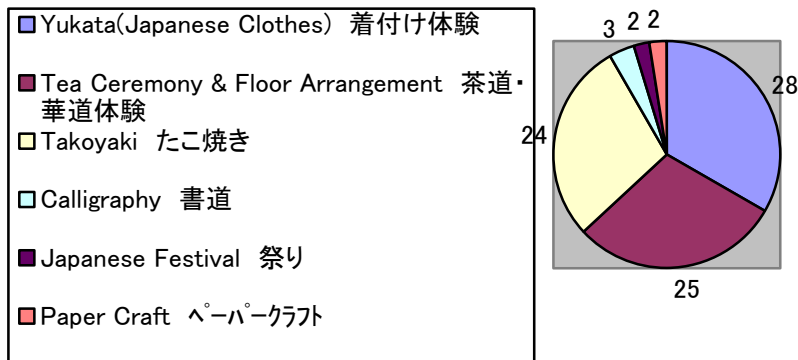 Yukata(Japanese Clothes) 着付け体験
Tea Ceremony & Floor Arrangement 茶道・
華道体験
Takoyaki たこ焼き
Calligraphy 書道
Japanese Festival 祭り
Paper Craft ペーパークラフト
3 2 2
28
24
25